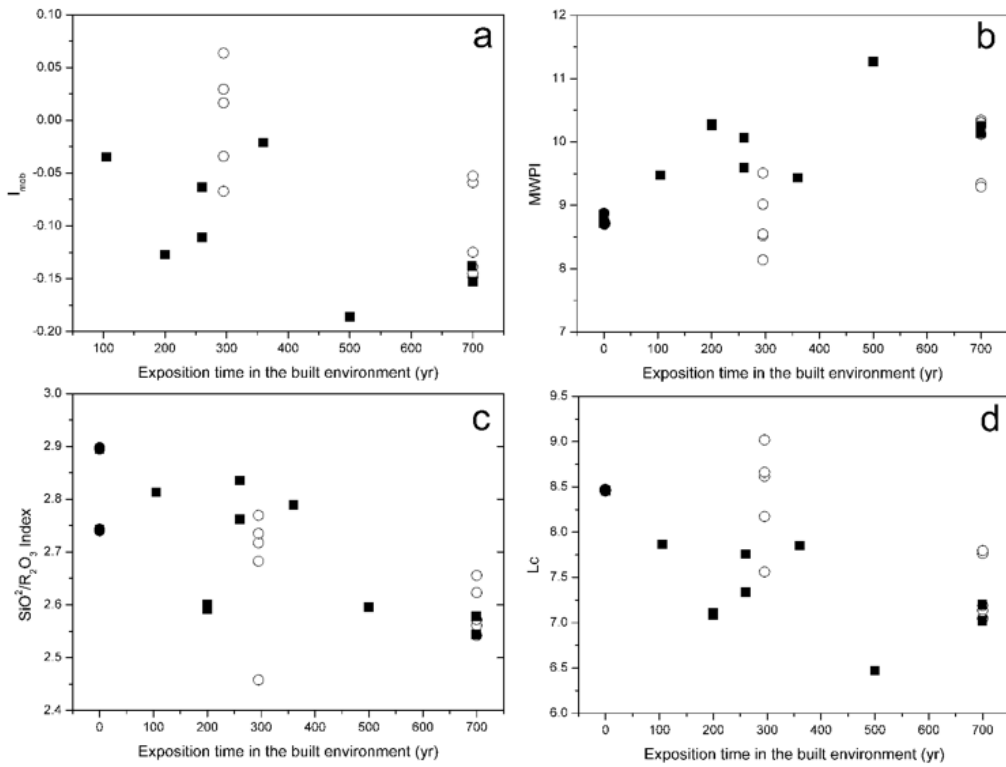 a
0.10
0.05
0.00
-0.05
-0.10
-0.15
-0.20
I_mob
100 200 300 400 500 600 700
Exposition time in the built environment (yr)
b
12
11
10
9
8
7
MWPI
0 100 200 300 400 500 600 700
Exposition time in the built environment (yr)
c
3.0
2.9
2.8
2.7
2.6
2.5
2.4
SiO²/R₂O₃ Index
0 100 200 300 400 500 600 700
Exposition time in the built environment (yr)
d
9.5
9.0
8.5
8.0
7.5
7.0
6.5
6.0
Lc
0 100 200 300 400 500 600 700
Exposition time in the built environment (yr)